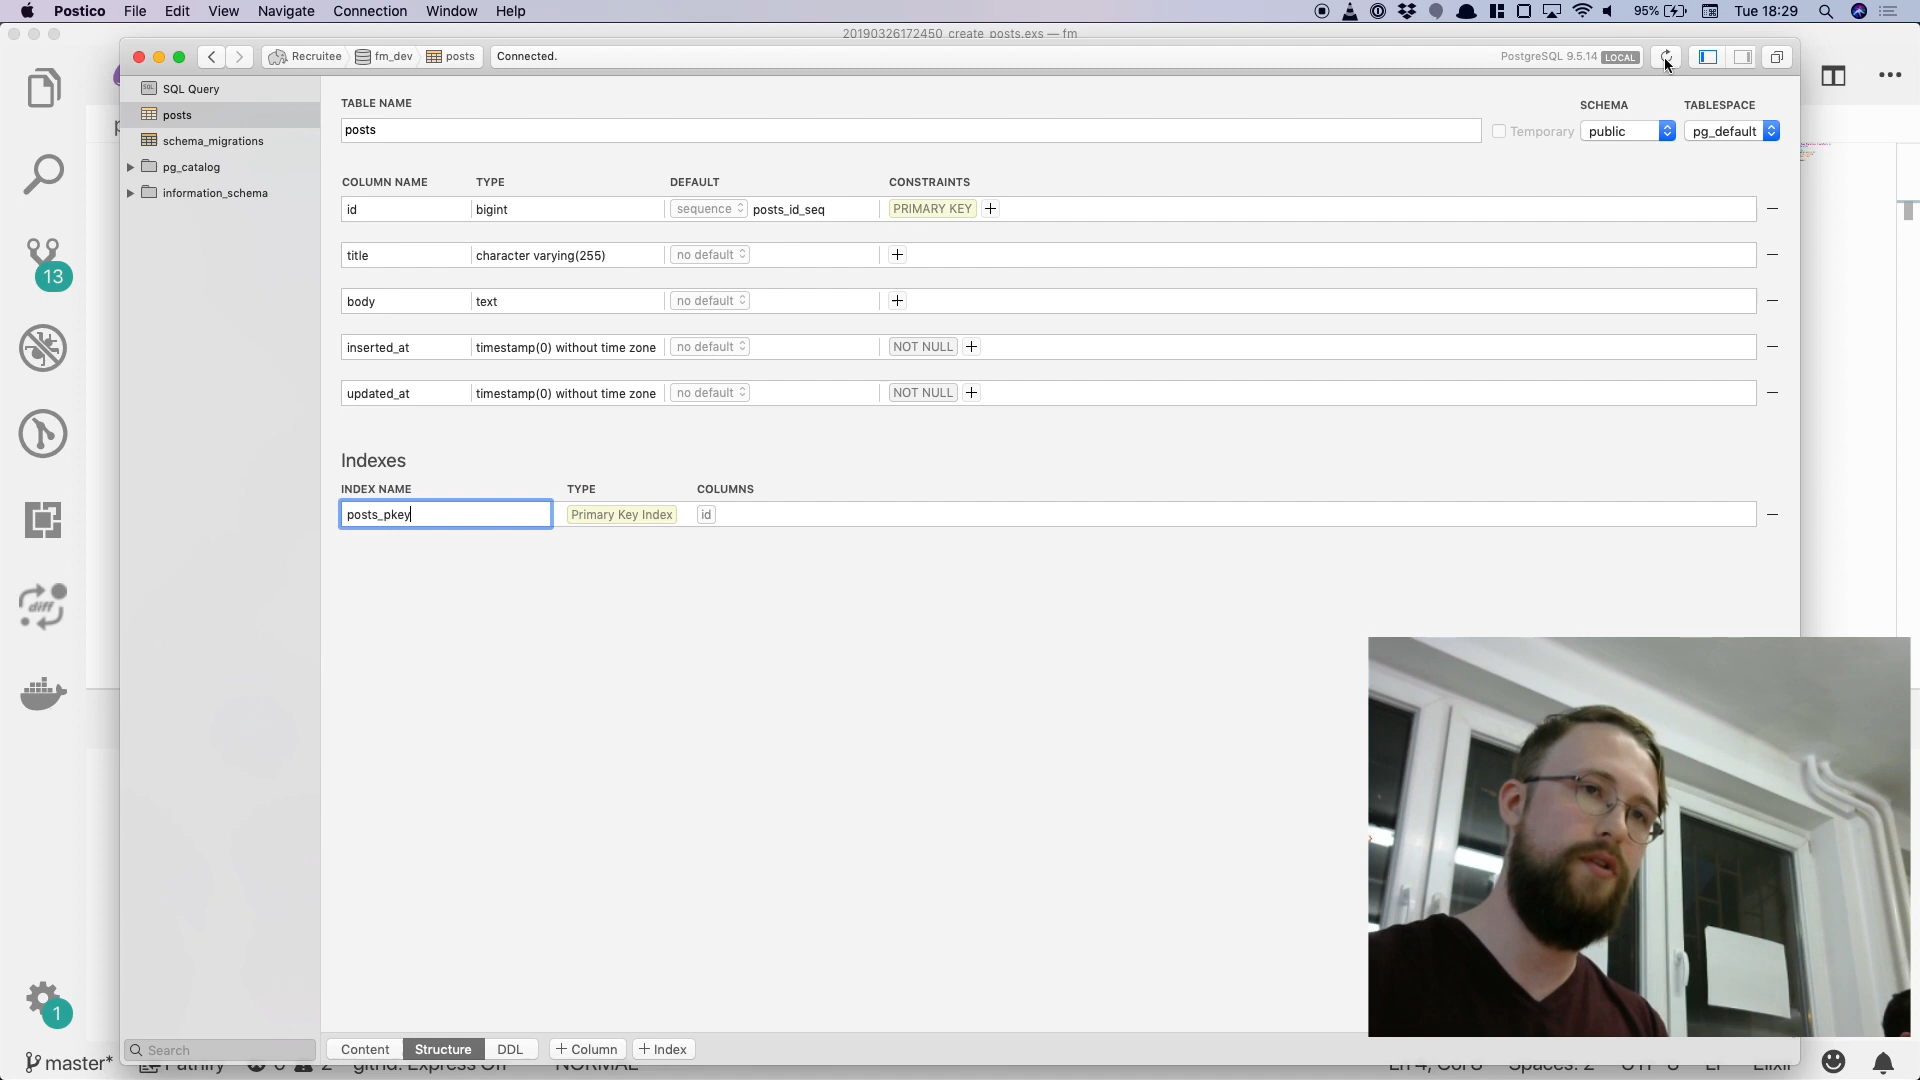 Postico File Edit View Navigate Connection Window Help 95% Tue 18:29
20190326172450_create_posts.exs — fm
Recruitee fm_dev posts Connected. PostgreSQL 9.5.14 LOCAL
SQL Query
posts
schema_migrations
pg_catalog
information_schema
TABLE NAME SCHEMA TABLESPACE
posts Temporary public pg_default
COLUMN NAME TYPE DEFAULT CONSTRAINTS
id bigint sequence posts_id_seq PRIMARY KEY +
title character varying(255) no default +
body text no default +
inserted_at timestamp(0) without time zone no default NOT NULL +
updated_at timestamp(0) without time zone no default NOT NULL +
Indexes
INDEX NAME TYPE COLUMNS
posts_pkey Primary Key Index id
13
diff
1
Search Content Structure DDL + Column + Index
master*